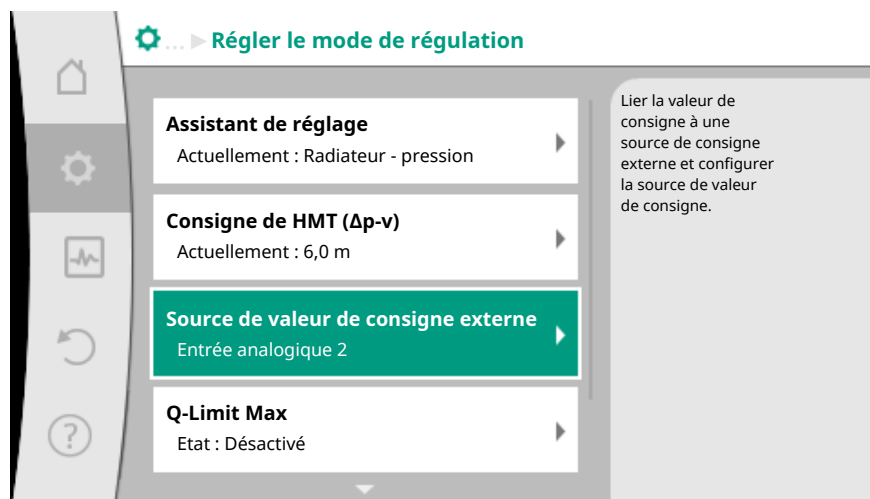 ... Régler le mode de régulation
Assistant de réglage
Actuellement : Radiateur - pression
Consigne de HMT (Δp-v)
Actuellement : 6,0 m
Source de valeur de consigne externe
Entrée analogique 2
Q-Limit Max
Etat : Désactivé
?
Lier la valeur de
consigne à une
source de consigne
externe et configurer
la source de valeur
de consigne.